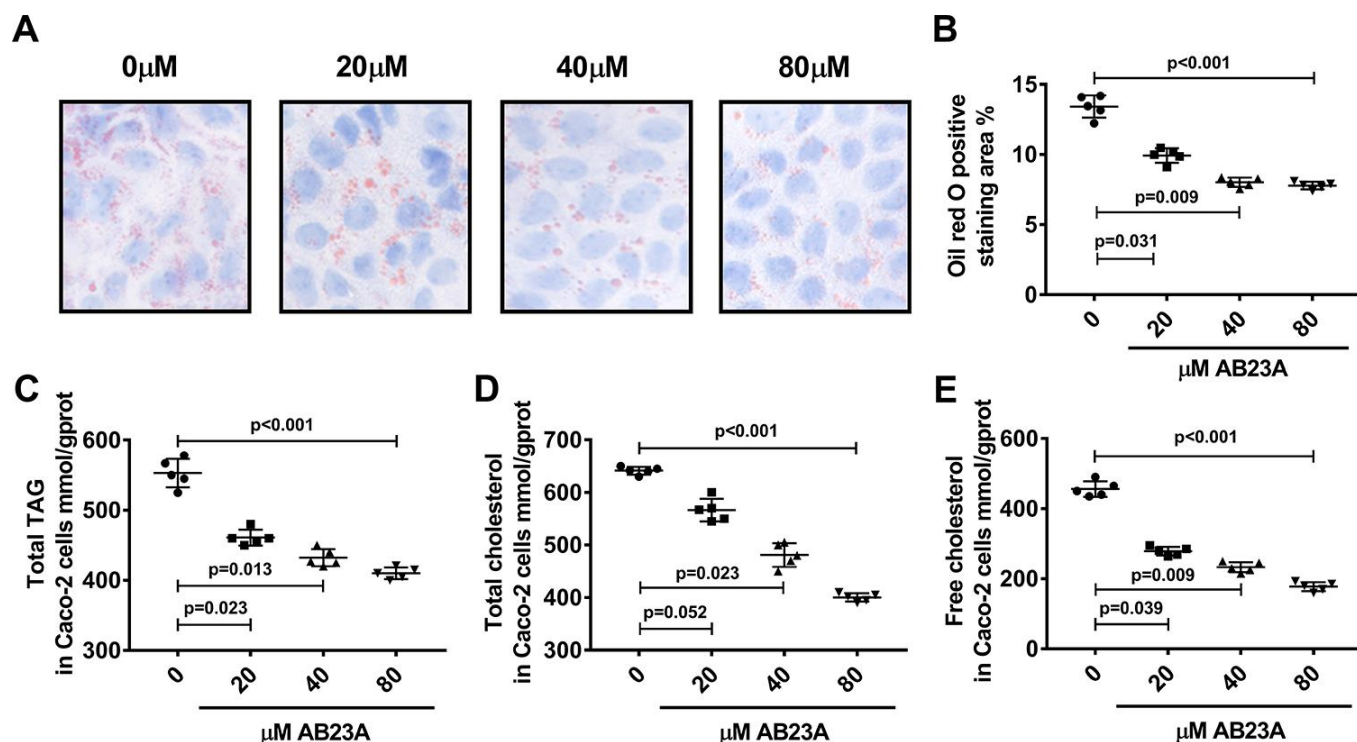 A
0μM
20μM
40μM
80μM
B
Oil red O positive
staining area %
15
10
5
0
p<0.001
p=0.009
p=0.031
0
20
40
80
μM AB23A
C
Total TAG
in Caco-2 cells mmol/gprot
600
500
400
300
p<0.001
p=0.013
p=0.023
0
20
40
80
μM AB23A
D
Total cholesterol
in Caco-2 cells mmol/gprot
700
600
500
400
300
p<0.001
p=0.023
p=0.052
0
20
40
80
μM AB23A
E
Free cholesterol
in Caco-2 cells mmol/gprot
600
400
200
0
p<0.001
p=0.009
p=0.039
0
20
40
80
μM AB23A